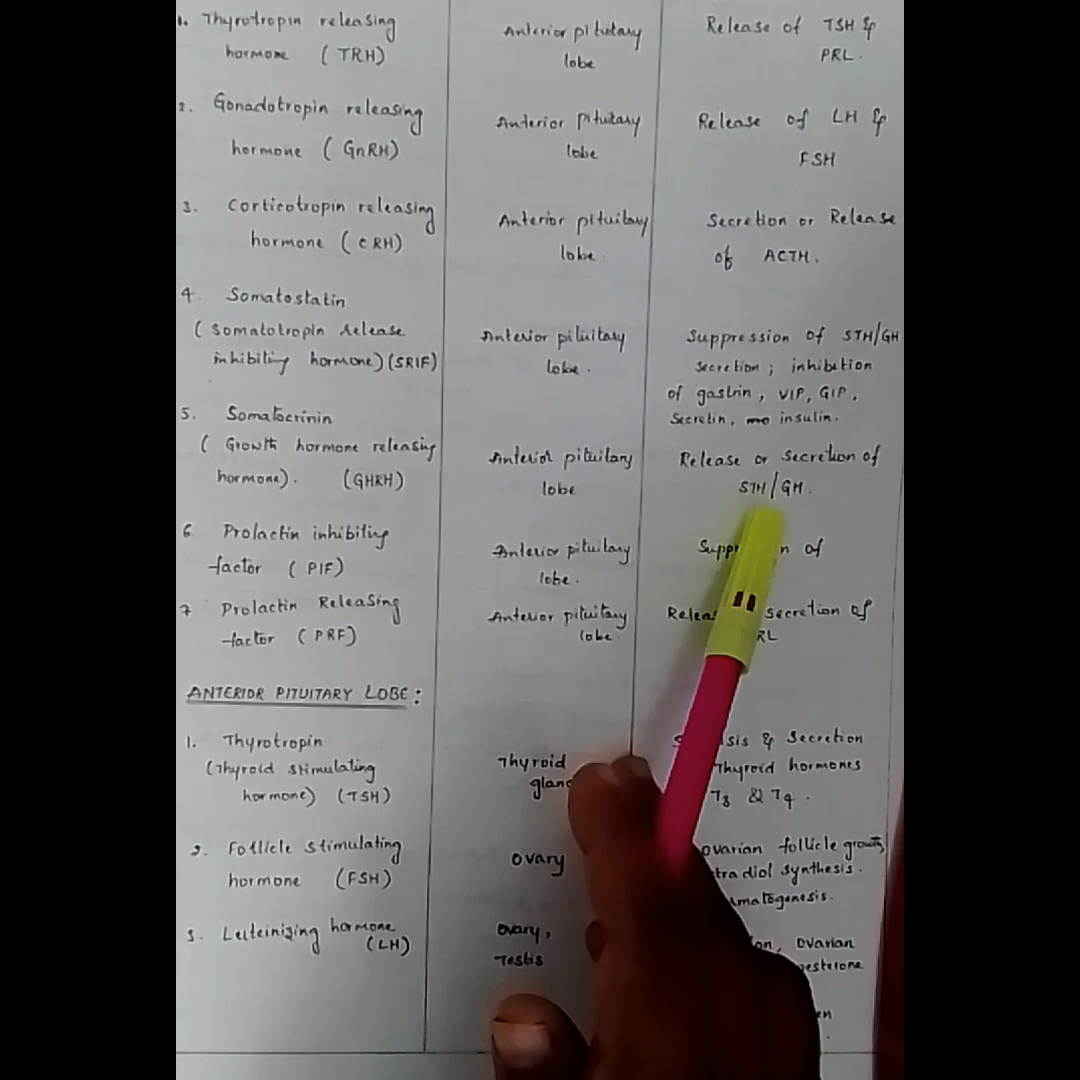 1. Thyrotropin releasing hormone (TRH)
Anterior pituitary lobe
Release of TSH & PRL.
2. Gonadotropin releasing hormone (GnRH)
Anterior pituitary lobe
Release of LH & FSH
3. Corticotropin releasing hormone (CRH)
Anterior pituitary lobe.
Secretion or Release of ACTH.
4. Somatostatin
(Somatotropin release inhibiting hormone) (SRIF)
Anterior pituitary lobe.
Suppression of STH/GH
secretion; inhibition
of gastrin, VIP, GIP,
Secretin, insulin.
5. Somatocrinin
(Growth hormone releasing hormone). (GHRH)
Anterior pituitary lobe
Release or secretion of
STH/GH.
6 Prolactin inhibiting
factor (PIF)
Anterior pituitary lobe.
of
7 Prolactin Releasing
factor (PRF)
Anterior pituitary lobe.
secretion of
ANTERIOR PITUITARY LOBE:
1. Thyrotropin
(Thyroid stimulating
hormone) (TSH)
Thyroid
& Secretion
Thyroid hormones
T3 & T4.
2. Follicle stimulating
hormone (FSH)
Ovary
ovarian follicle growth,
synthesis.
3. Luteinizing hormone
(LH)
Ovary,
Testis
ovarian